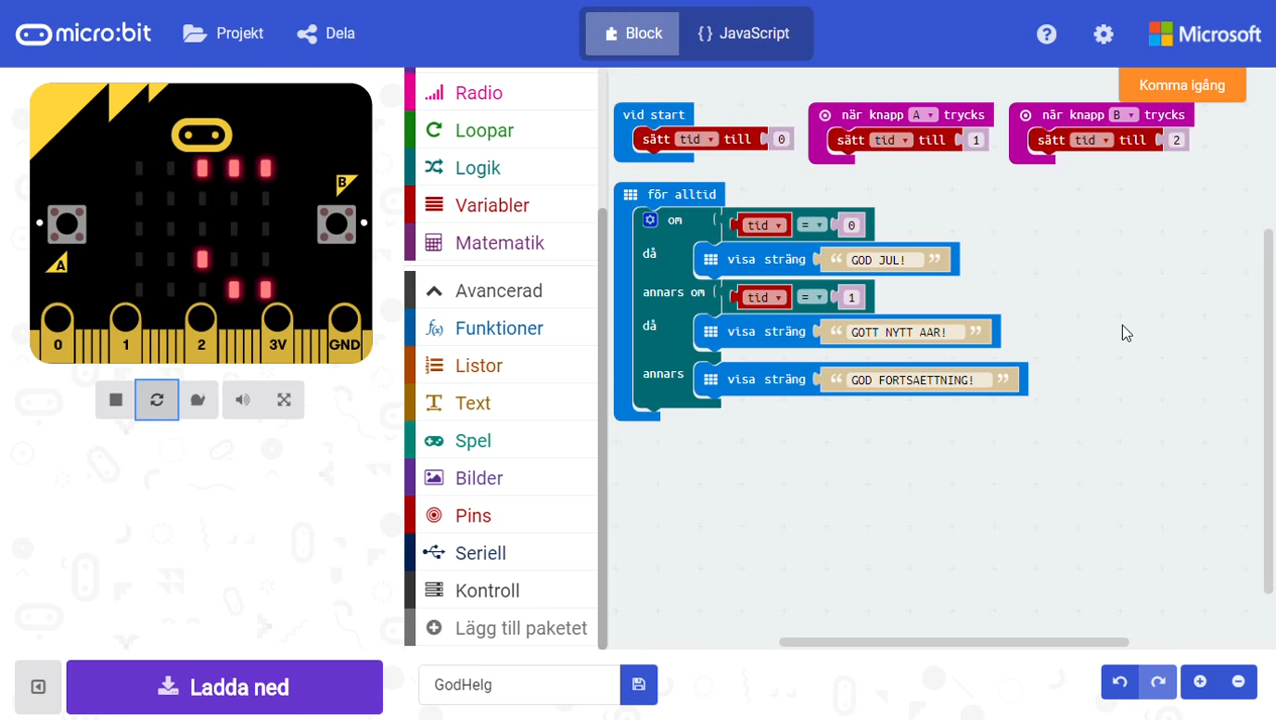 micro:bit Projekt Dela Block {} JavaScript ? Microsoft
Komma igång
B
A
0 1 2 3V GND
Radio
Loopar
Logik
Variabler
Matematik
Avancerad
Funktioner
Listor
Text
Spel
Bilder
Pins
Seriell
Kontroll
Lägg till paketet
vid start
sätt tid till 0
när knapp A trycks
sätt tid till 1
när knapp B trycks
sätt tid till 2
för alltid
om tid = 0
då visa sträng “ GOD JUL! ”
annars om tid = 1
då visa sträng “ GOTT NYTT AAR! ”
annars visa sträng “ GOD FORTSAETTNING! ”
Ladda ned
GodHelg